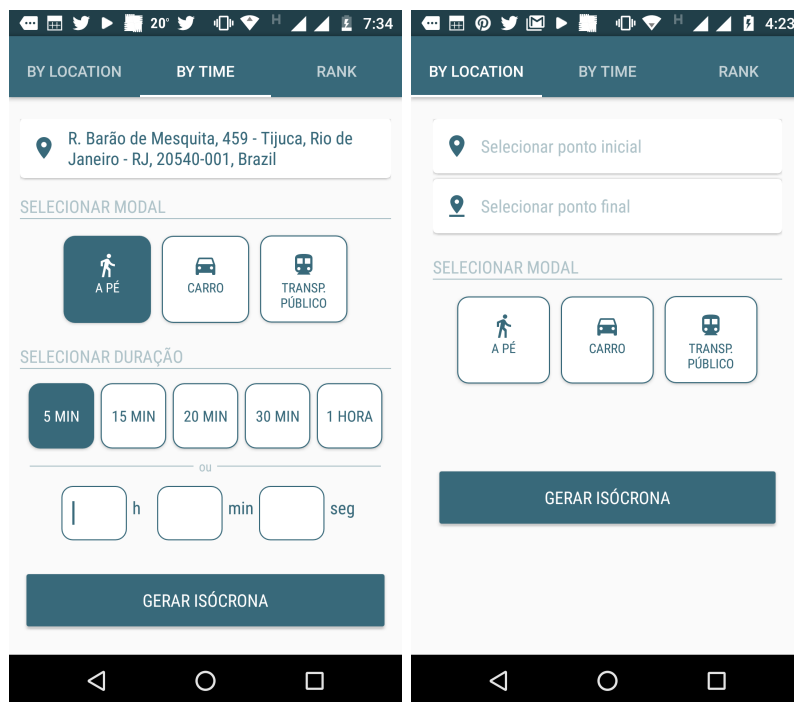 20° H 7:34
BY LOCATION BY TIME RANK
R. Barão de Mesquita, 459 - Tijuca, Rio de
Janeiro - RJ, 20540-001, Brazil
SELECIONAR MODAL
A PÉ CARRO TRANSP.
PÚBLICO
SELECIONAR DURAÇÃO
5 MIN 15 MIN 20 MIN 30 MIN 1 HORA
ou
h min seg
GERAR ISÓCRONA
H 4:23
BY LOCATION BY TIME RANK
Selecionar ponto inicial
Selecionar ponto final
SELECIONAR MODAL
A PÉ CARRO TRANSP.
PÚBLICO
GERAR ISÓCRONA